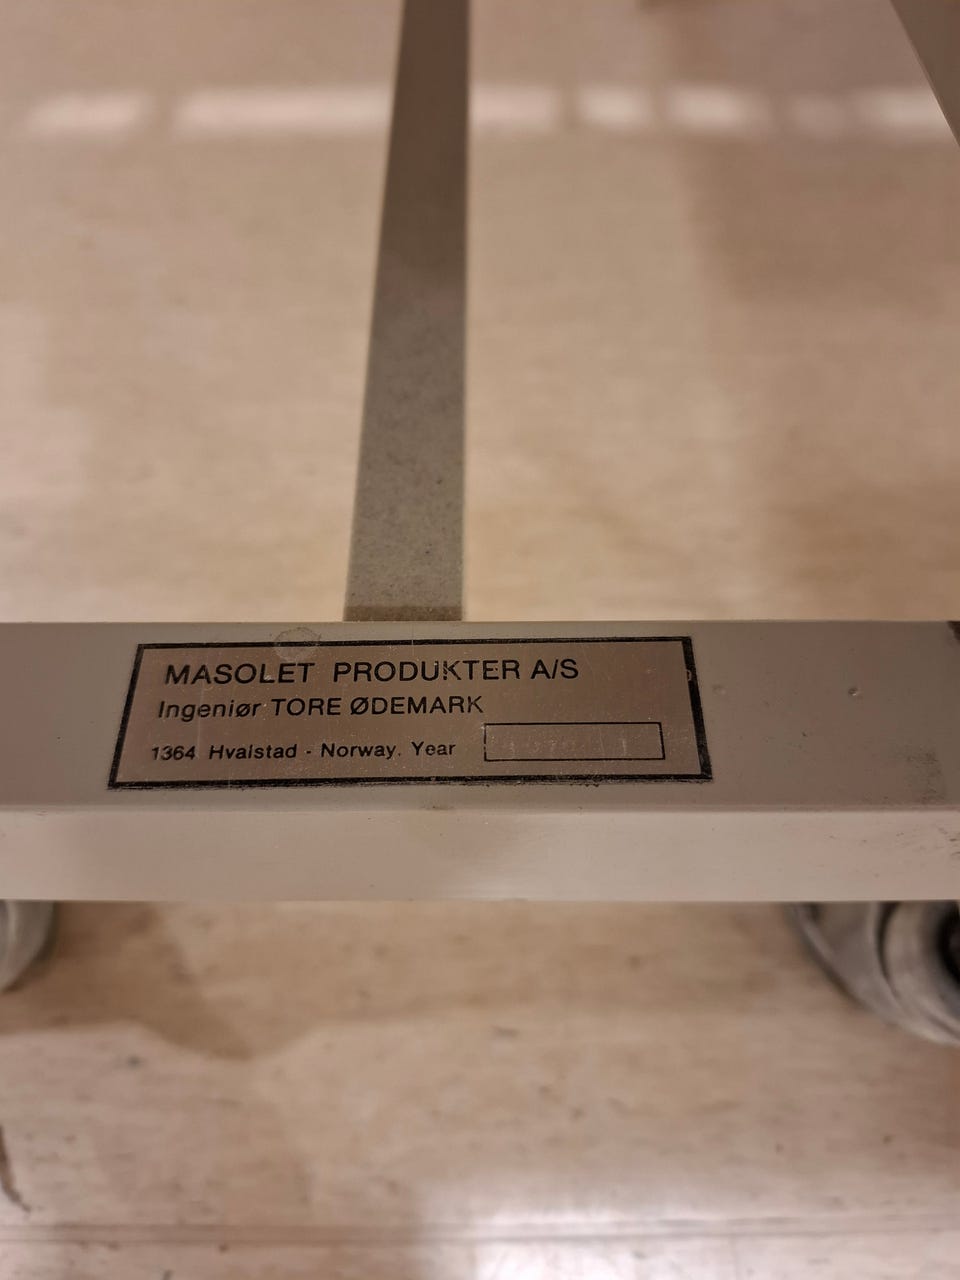 MASOLET PRODUKTER A/S
Ingeniør TORE ØDEMARK
1364 Hvalstad - Norway. Year